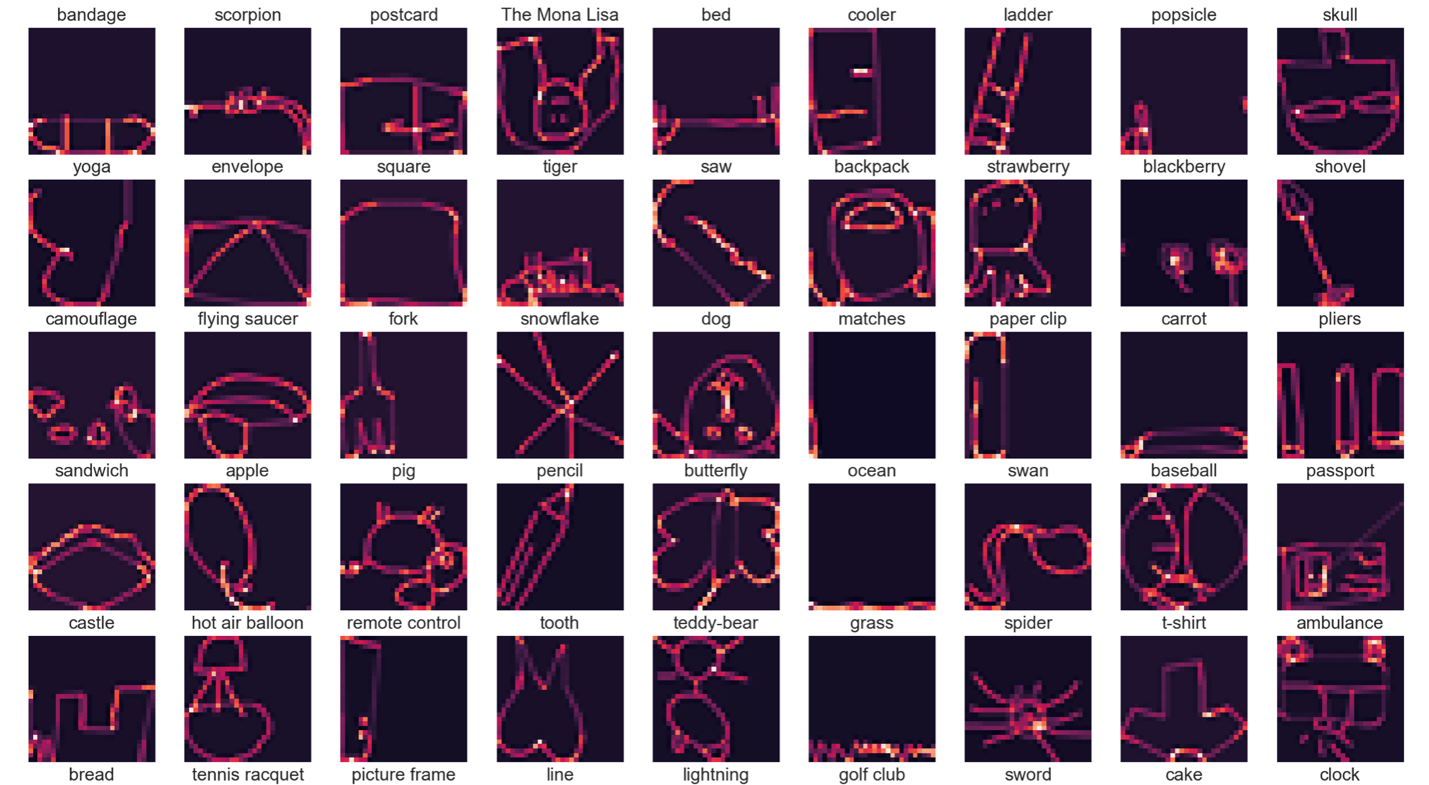 bandage scorpion postcard The Mona Lisa bed cooler ladder popsicle skull
yoga envelope square tiger saw backpack strawberry blackberry shovel
camouflage flying saucer fork snowflake dog matches paper clip carrot pliers
sandwich apple pig pencil butterfly ocean swan baseball passport
castle hot air balloon remote control tooth teddy-bear grass spider t-shirt ambulance
bread tennis racquet picture frame line lightning golf club sword cake clock